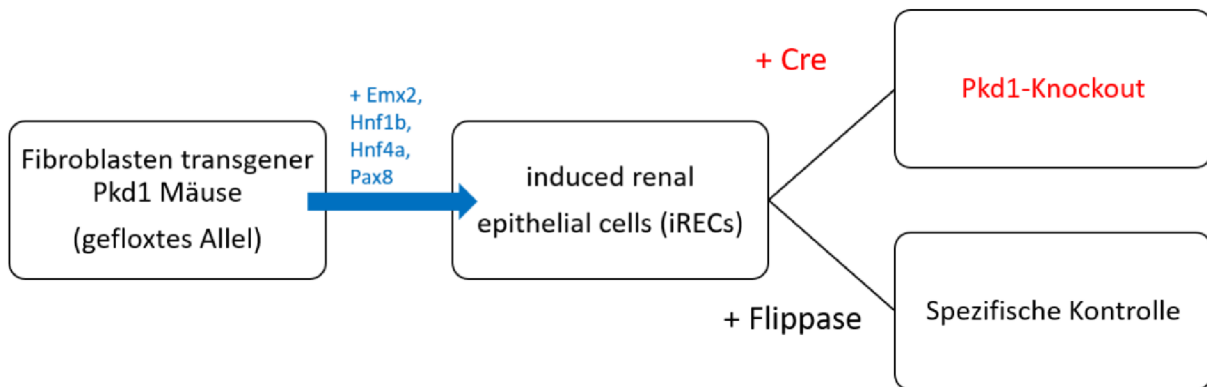 Fibroblasten transgener
Pkd1 Mäuse
(gefloxtes Allel)
+ Emx2,
Hnf1b,
Hnf4a,
Pax8
induced renal
epithelial cells (iRECs)
+ Cre
Pkd1-Knockout
+ Flippase
Spezifische Kontrolle